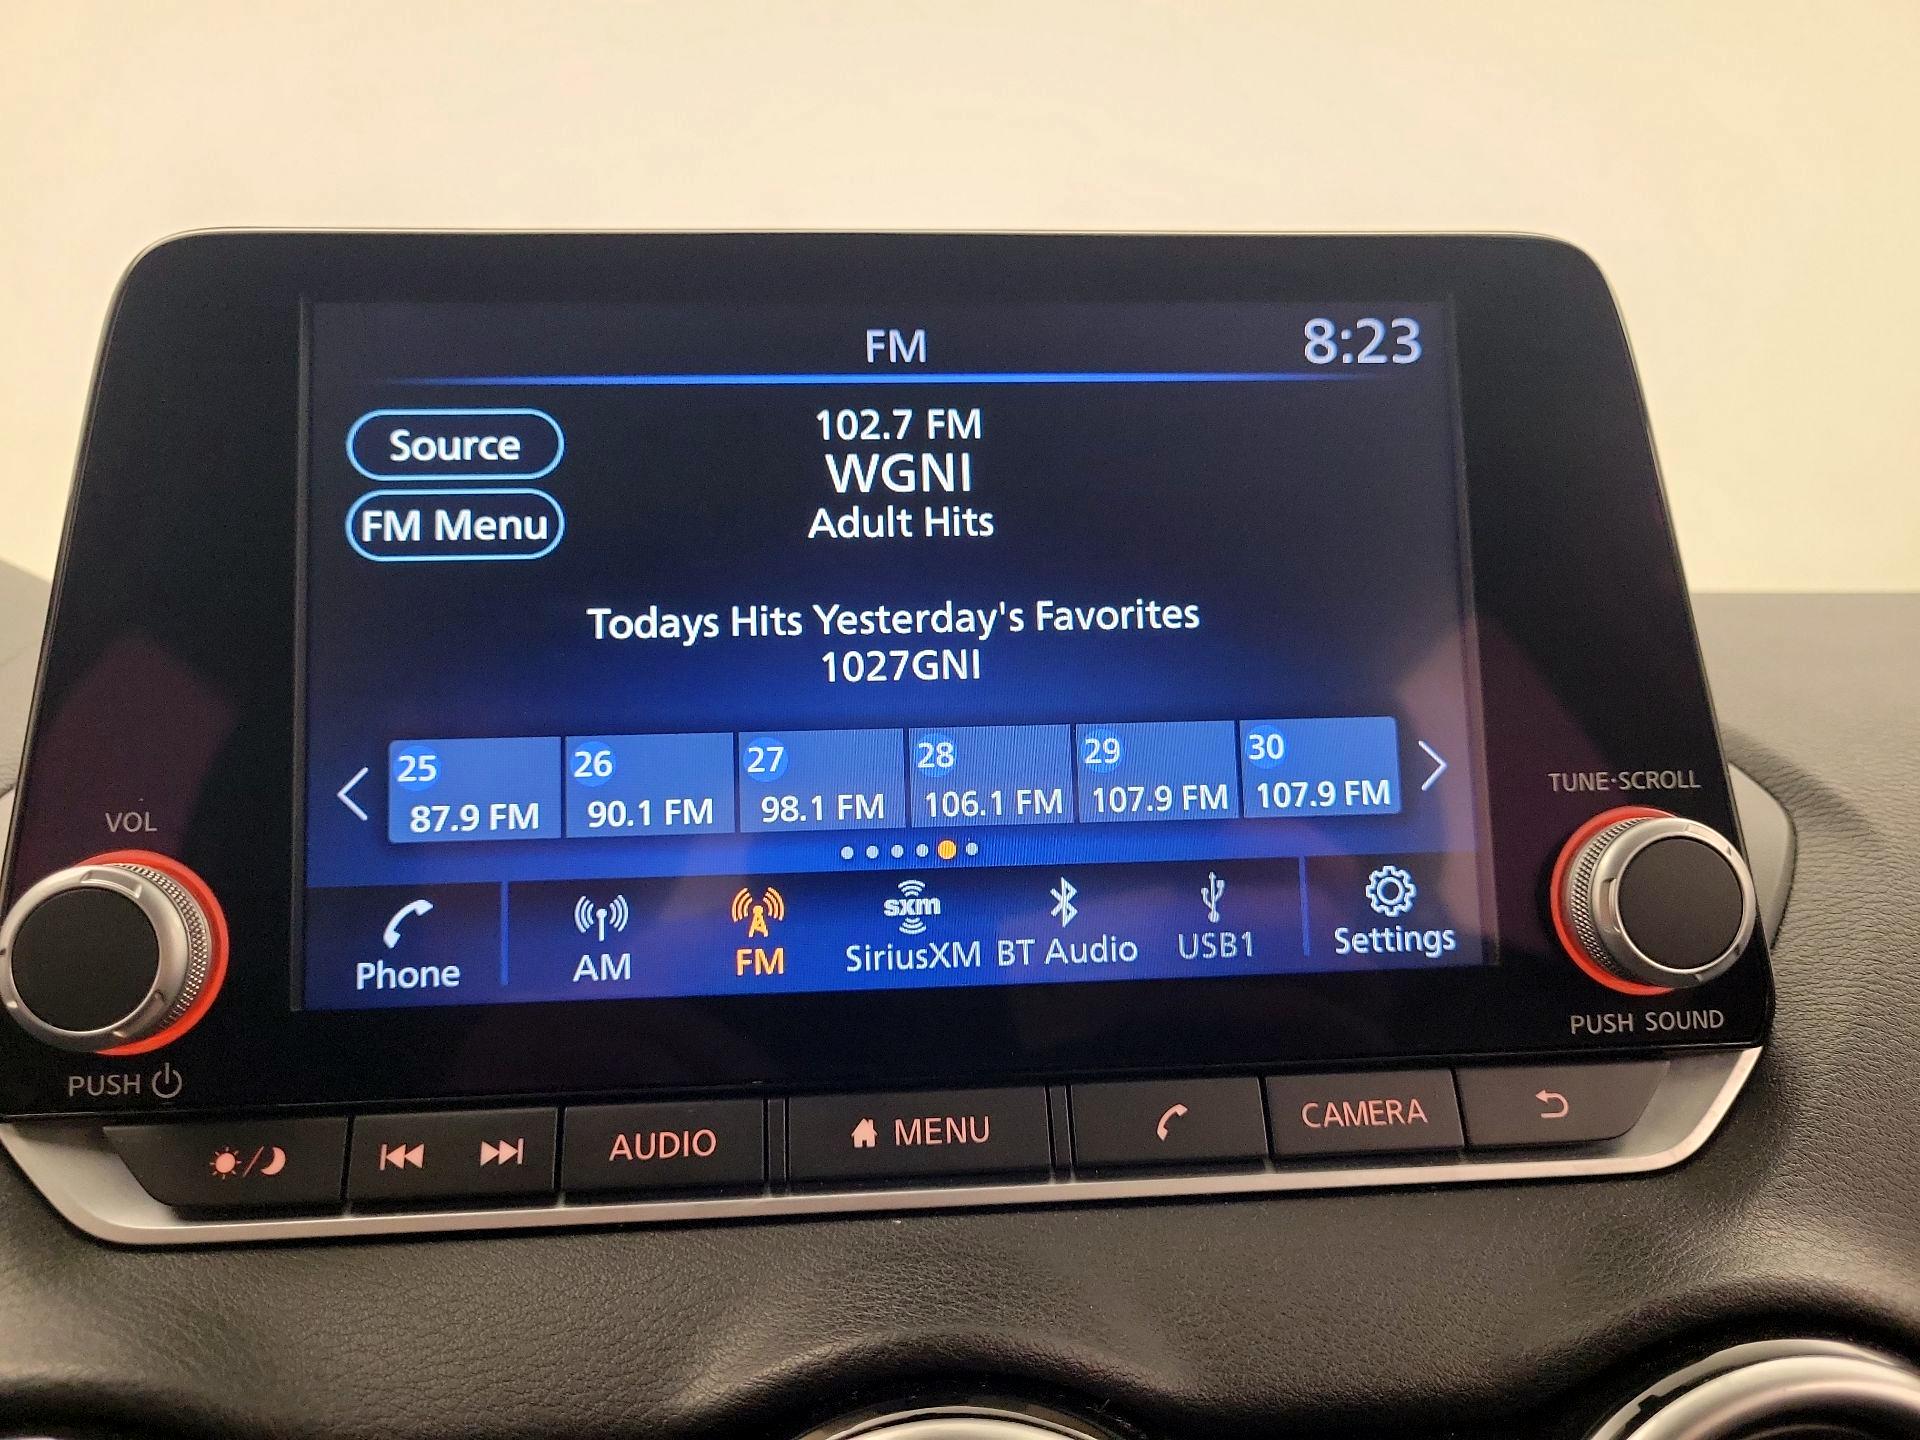 FM 8:23
Source
102.7 FM
WGNI
FM Menu
Adult Hits
Todays Hits Yesterday's Favorites
1027GNI
25 26 27 28 29 30
87.9 FM 90.1 FM 98.1 FM 106.1 FM 107.9 FM 107.9 FM
VOL
TUNE·SCROLL
sxm
Phone AM FM SiriusXM BT Audio USB1 Settings
PUSH
PUSH SOUND
AUDIO MENU CAMERA